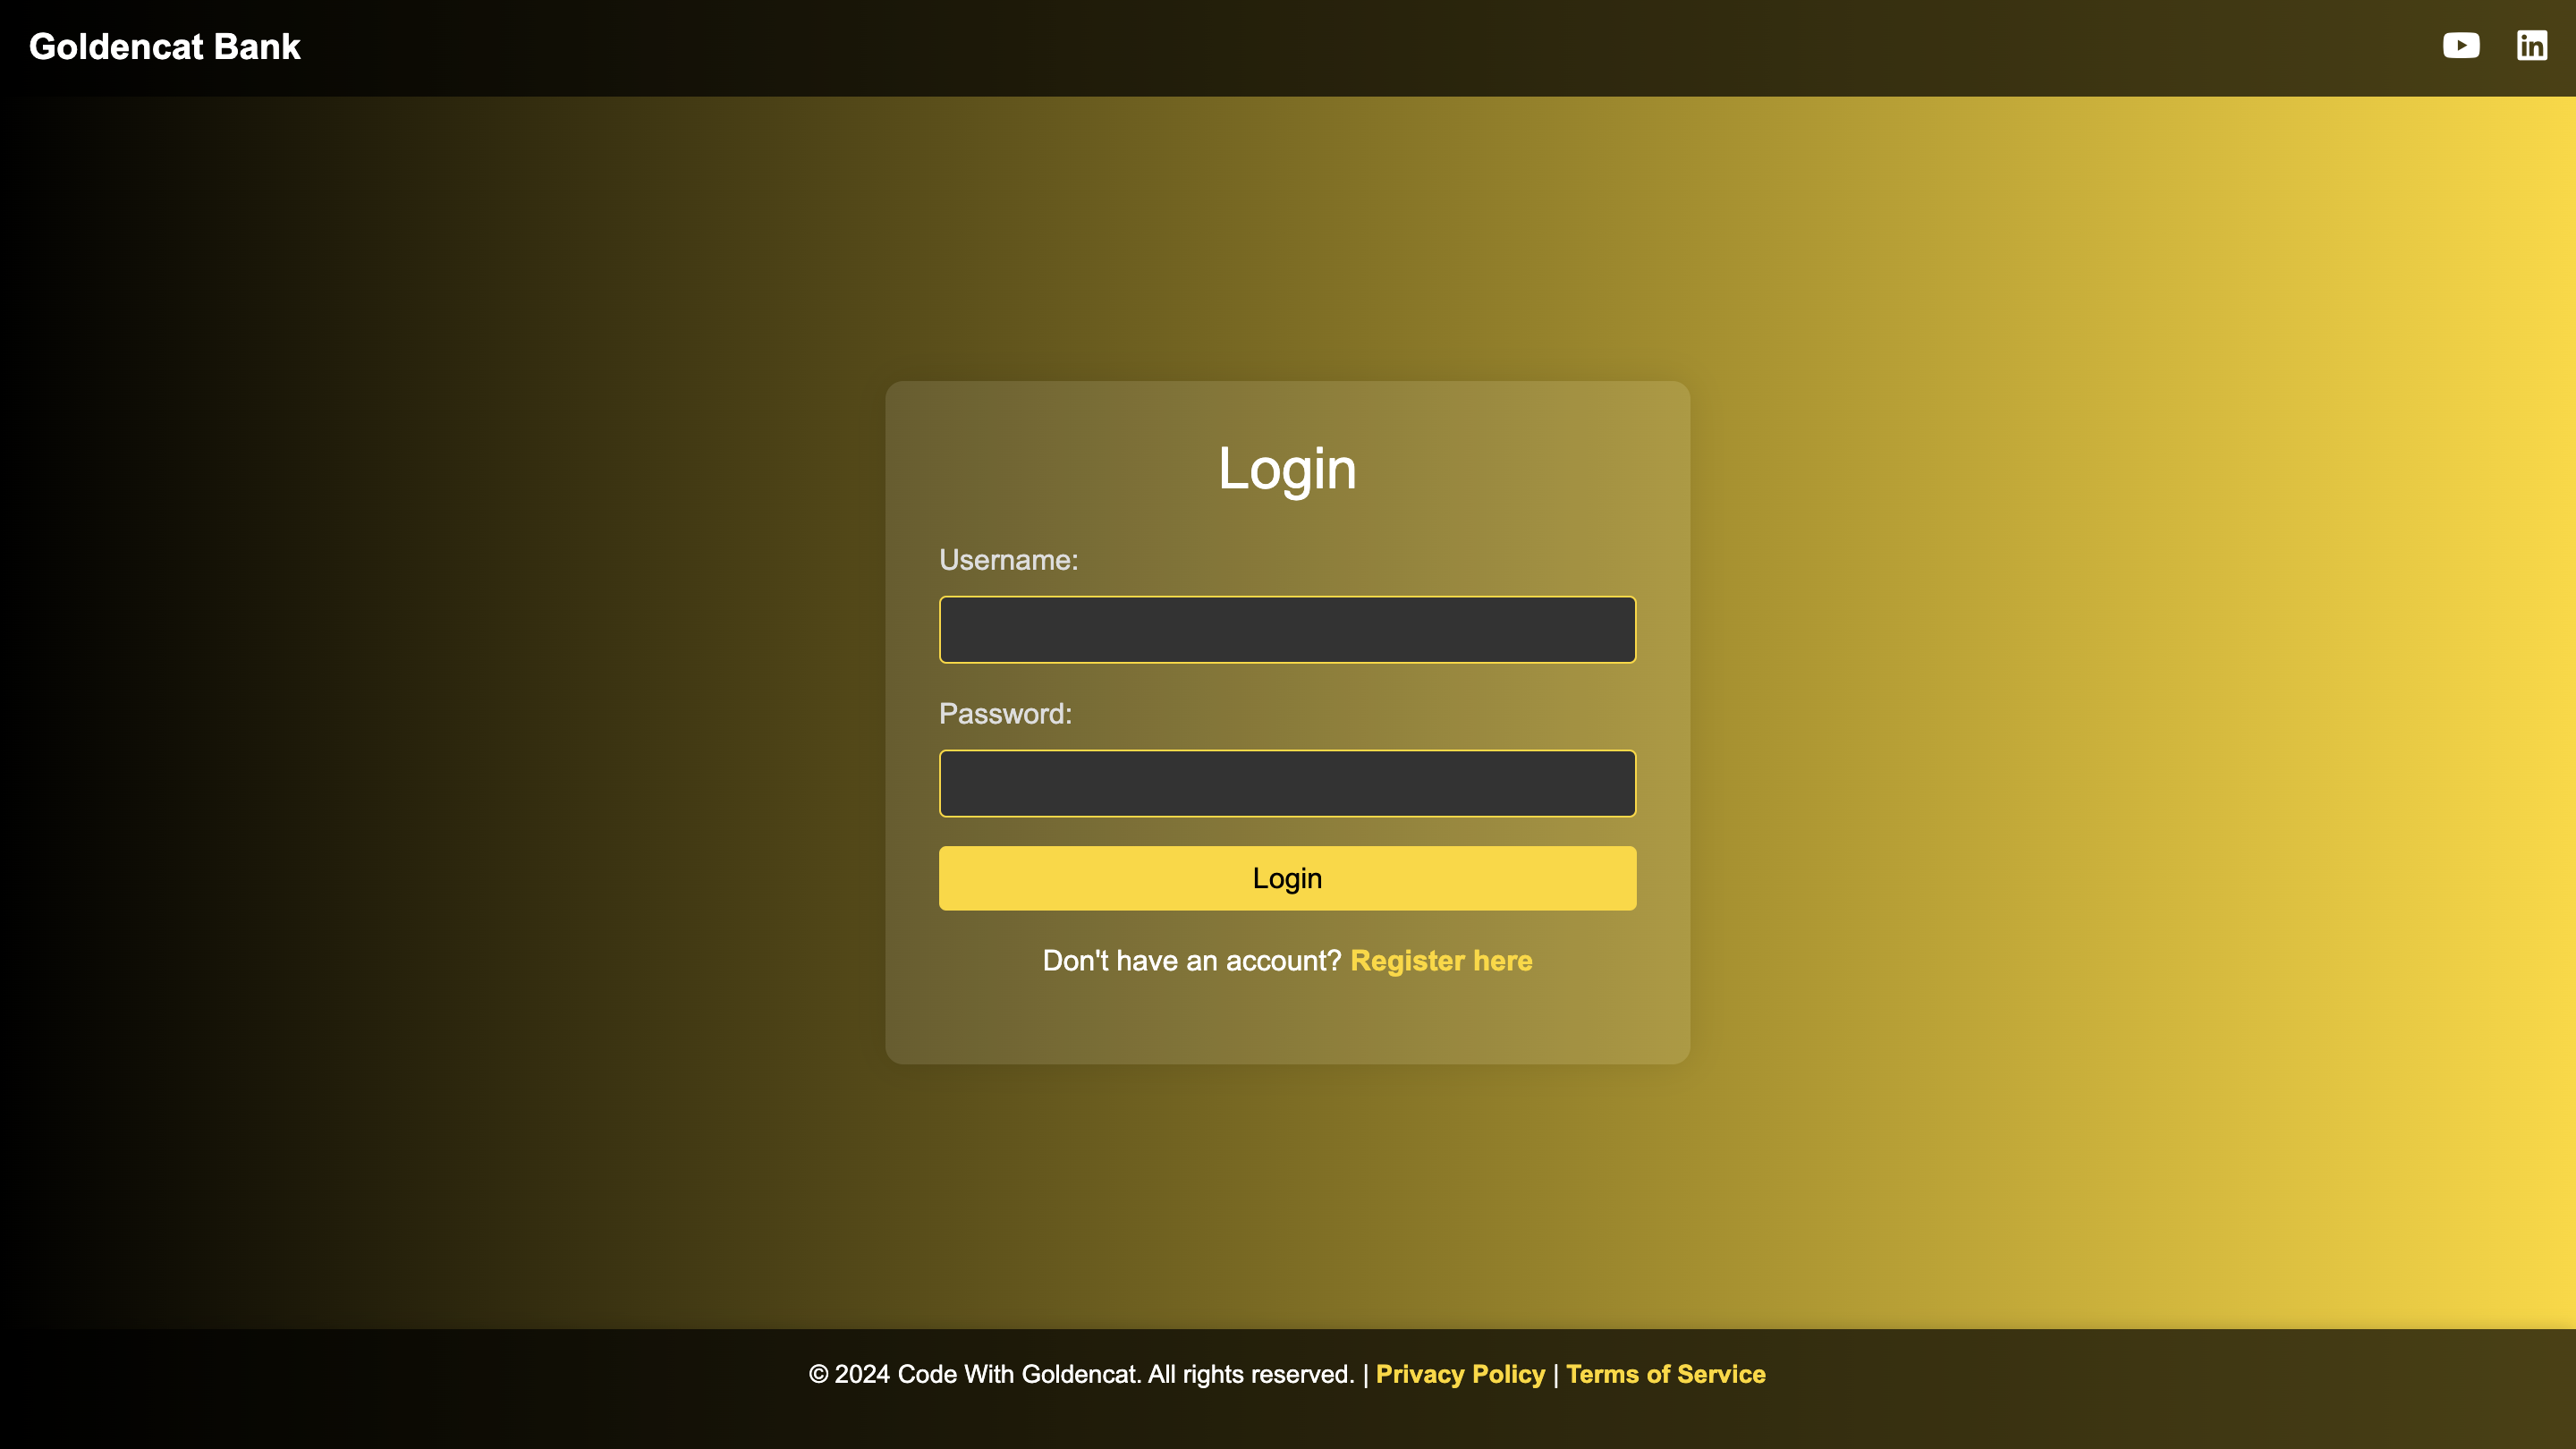 Goldencat Bank
Login
Username:
Password:
Login
Don't have an account? Register here
© 2024 Code With Goldencat. All rights reserved. | Privacy Policy | Terms of Service